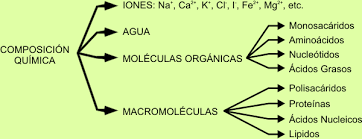 IONES: Na⁺, Ca²⁺, K⁺, Cl⁻, I⁻, Fe²⁺, Mg²⁺, etc.
COMPOSICIÓN
QUÍMICA
AGUA
MOLÉCULAS ORGÁNICAS
Monosacáridos
Aminoácidos
Nucleótidos
Ácidos Grasos
MACROMOLÉCULAS
Polisacáridos
Proteínas
Ácidos Nucleicos
Lipidos